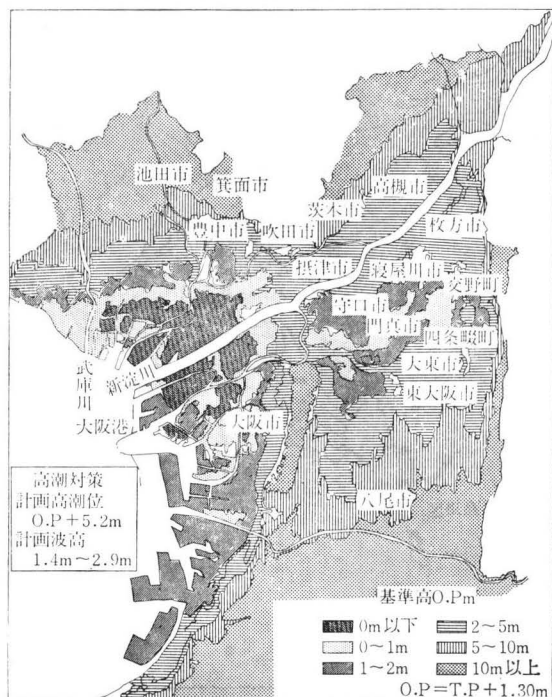 池田市
箕面市
豊中市
吹田市
茨木市
高槻市
枚方市
摂津市
寝屋川市
交野町
守口市
門真市
四条畷町
大東市
東大阪市
武庫川
新淀川
大阪港
大阪市
八尾市
高潮対策
計画高潮位
O.P+5.2m
計画波高
1.4m～2.9m
基準高O.Pm
0m以下
2～5m
0～1m
5～10m
1～2m
10m以上
O.P=T.P+1.30m